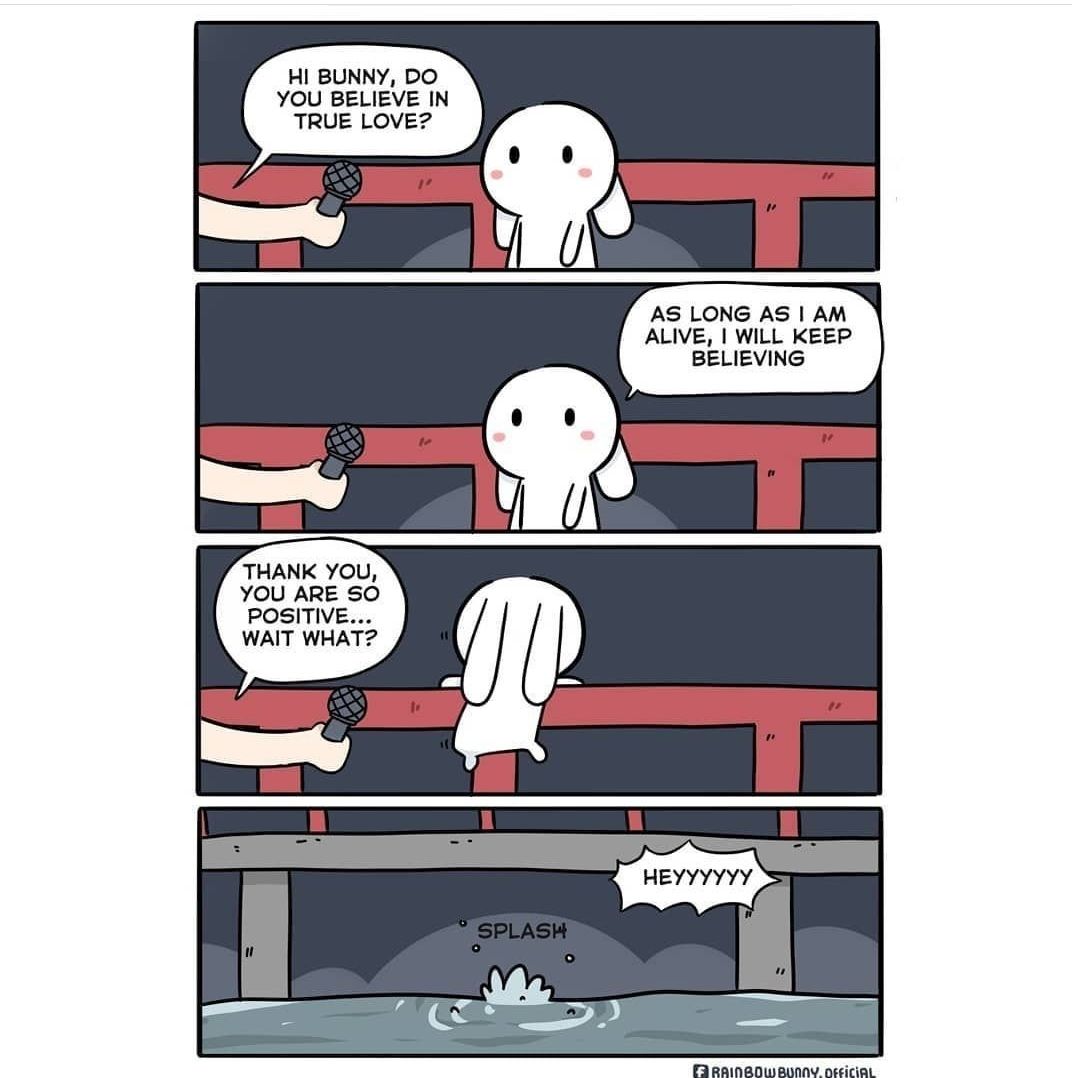 HI BUNNY, DO
YOU BELIEVE IN
TRUE LOVE?
AS LONG AS I AM
ALIVE, I WILL KEEP
BELIEVING
THANK YOU,
YOU ARE SO
POSITIVE...
WAIT WHAT?
HEYYYYYY
SPLASH
RAINBOWBUNNY.OFFICIAL